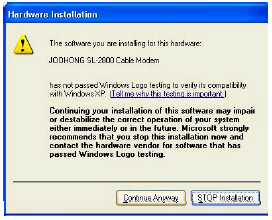 Hardware Installation
The software you are installing for this hardware:
JOOHONG SL-2800 Cable Modem
has not passed Windows Logo testing to verify its compatibility
with Windows XP. (Tell me why this testing is important.)
Continuing your installation of this software may impair
or destabilize the correct operation of your system
either immediately or in the future. Microsoft strongly
recommends that you stop this installation now and
contact the hardware vendor for software that has
passed Windows Logo testing.
Continue Anyway
STOP Installation